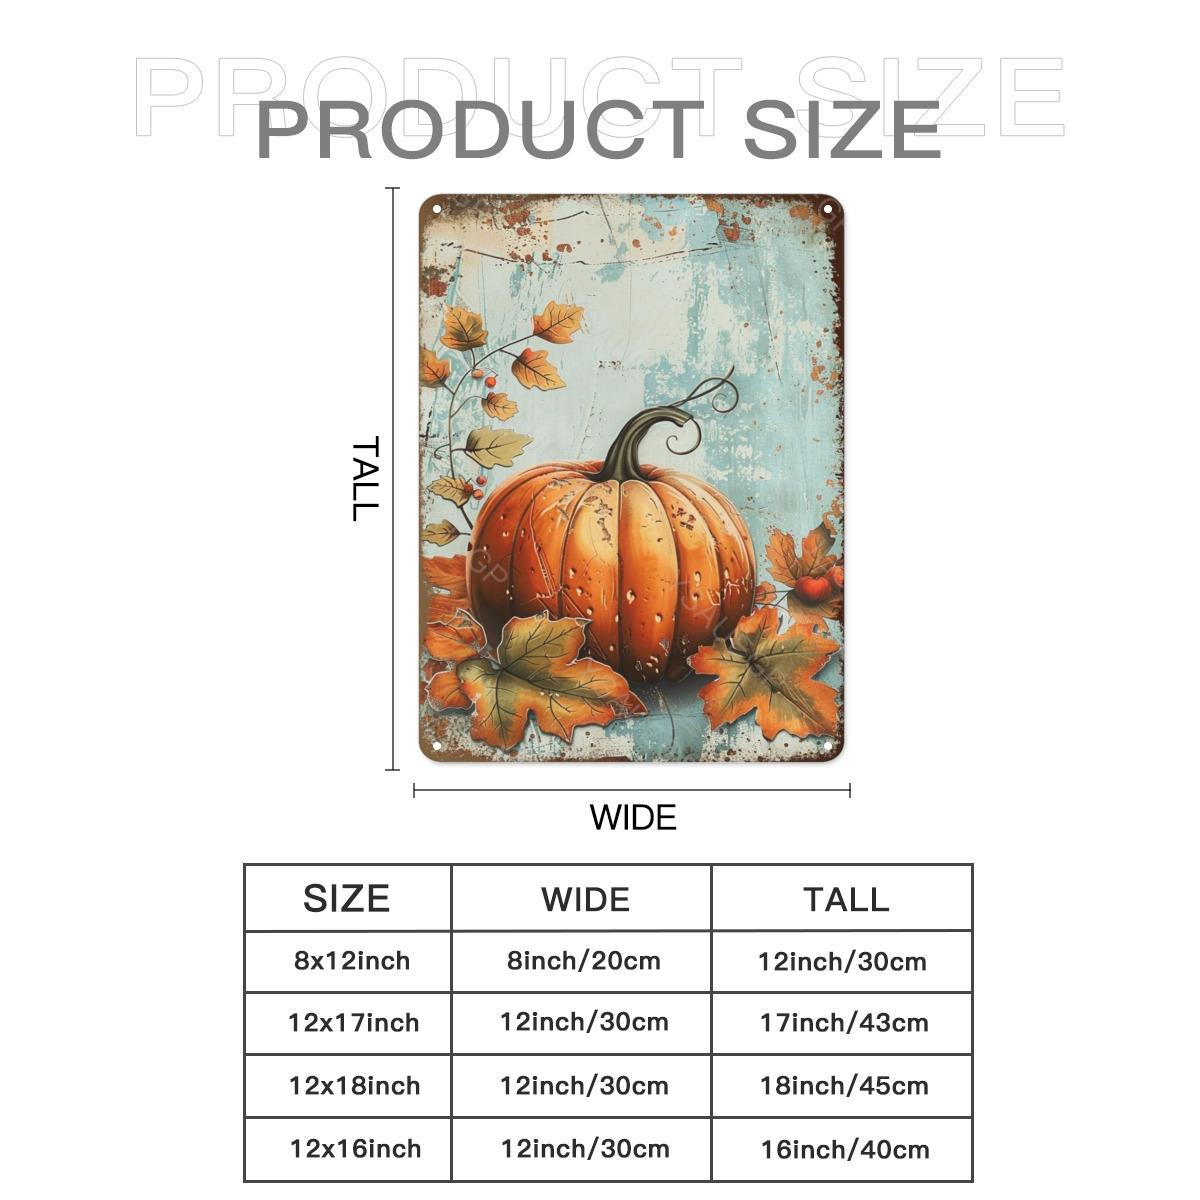 PRODUCT SIZE
PRODUCT SIZE
TALL
WIDE
SIZE WIDE TALL
8x12inch 8inch/20cm 12inch/30cm
12x17inch 12inch/30cm 17inch/43cm
12x18inch 12inch/30cm 18inch/45cm
12x16inch 12inch/30cm 16inch/40cm